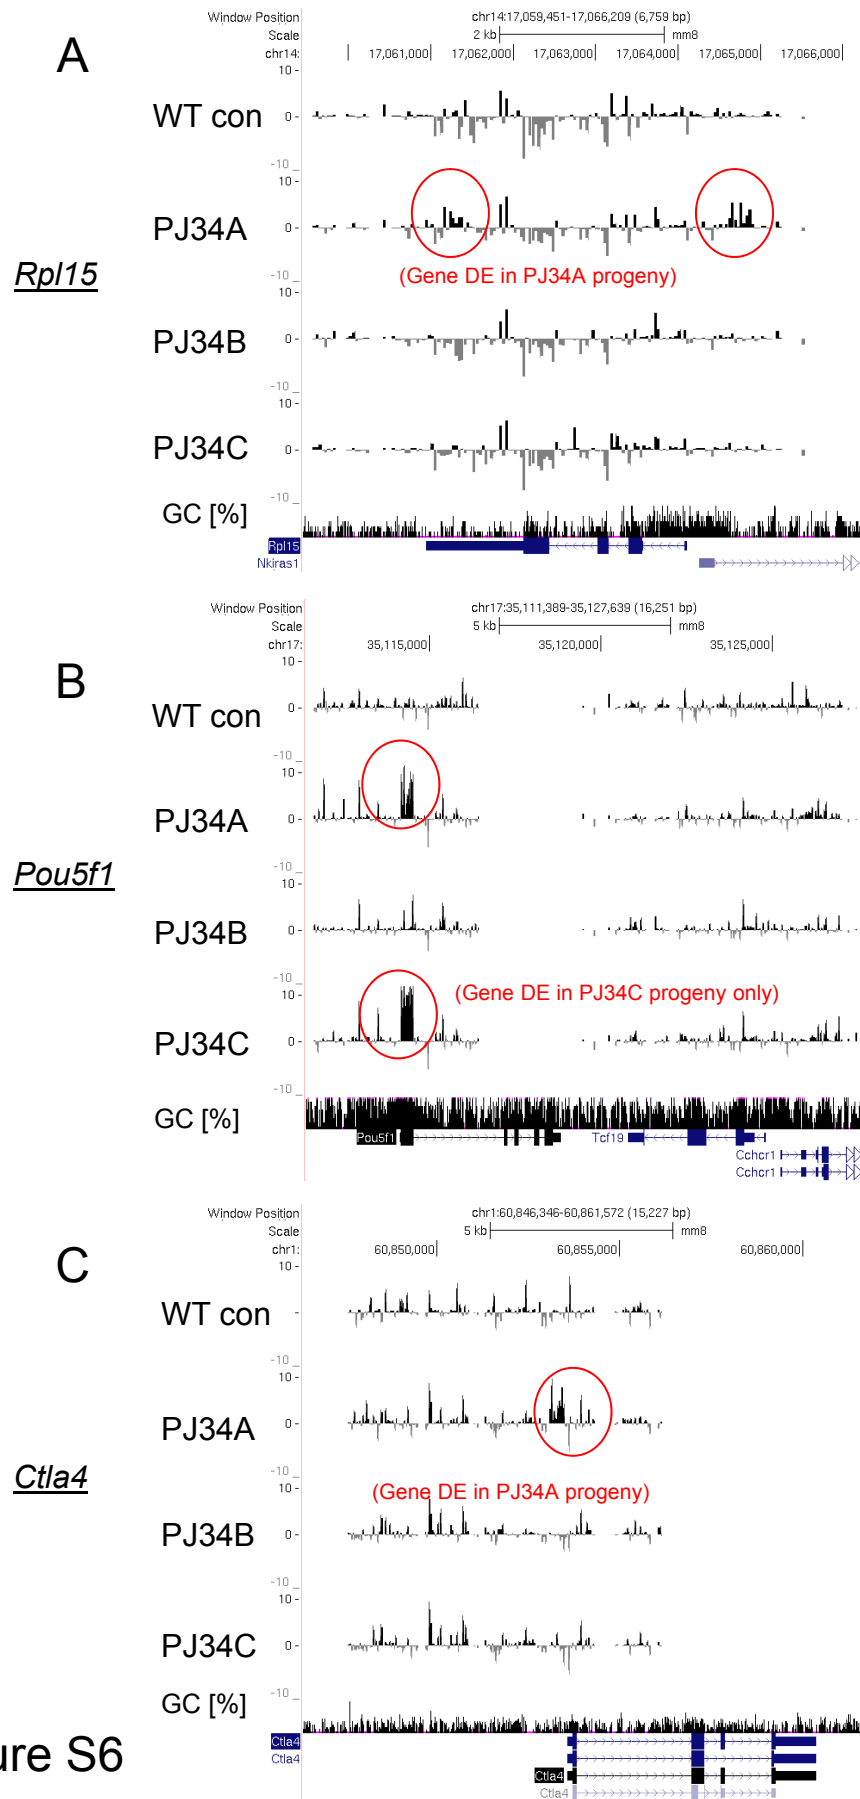 A
Window Position
chr14:17,059,451-17,066,209 (6,759 bp)
Scale
2 kb
mm8
chr14:
17,061,000
17,062,000
17,063,000
17,064,000
17,065,000
17,066,000
10
WT con
0
-10
10
PJ34A
0
-10
Rpl15
(Gene DE in PJ34A progeny)
10
PJ34B
0
-10
10
PJ34C
0
-10
GC [%]
Rpl15
Nkiras1
B
Window Position
chr17:35,111,389-35,127,639 (16,251 bp)
Scale
5 kb
mm8
chr17:
35,115,000
35,120,000
35,125,000
10
WT con
0
-10
10
PJ34A
0
-10
Pou5f1
10
PJ34B
0
-10
10
(Gene DE in PJ34C progeny only)
PJ34C
0
-10
GC [%]
Pou5f1
Tcf19
Cchcr1
Cchcr1
C
Window Position
chr1:60,846,346-60,861,572 (15,227 bp)
Scale
5 kb
mm8
chr1:
60,850,000
60,855,000
60,860,000
10
WT con
-10
10
PJ34A
0
-10
Ctla4
(Gene DE in PJ34A progeny)
10
PJ34B
0
-10
10
PJ34C
0
-10
GC [%]
Ctla4
Ctla4
Ctla4
Ctla4
ure S6